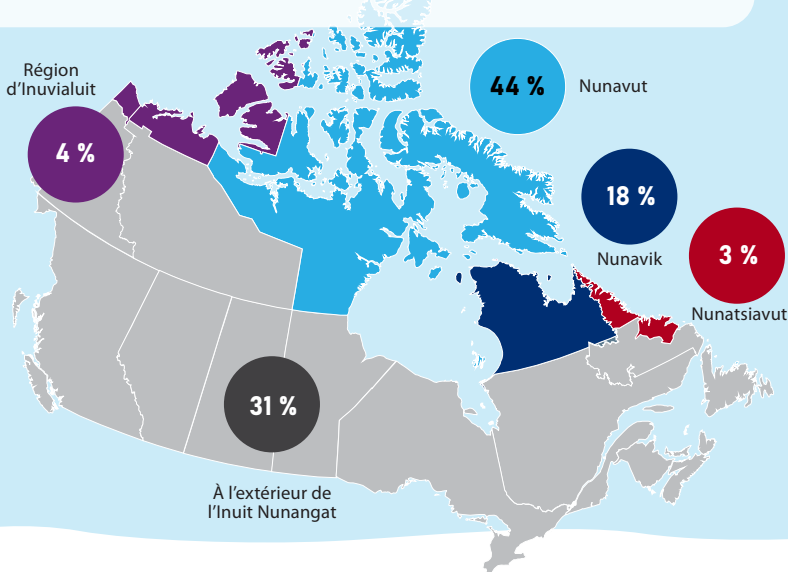 Région
d’Inuvialuit
4 %
44 %
Nunavut
18 %
Nunavik
3 %
Nunatsiavut
31 %
À l’extérieur de
l’Inuit Nunangat